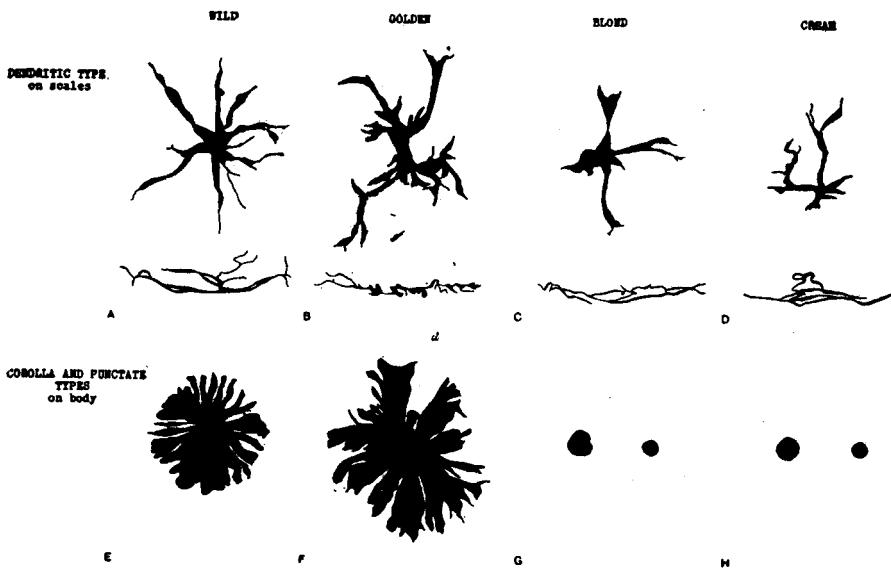 WILD
GOLDEN
BLOND
CREAM
DENDRITIC TYPE.
on scales
A
B
C
D
d
COROLLA AND PUNCTATE
TYPES
on body
E
F
G
H